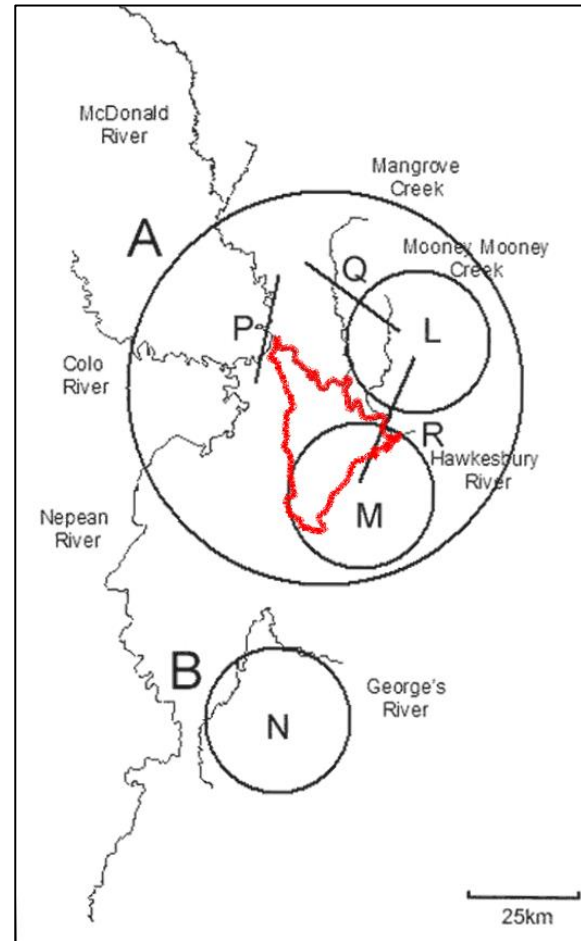 McDonald
River
Mangrove
Creek
A
Mooney Mooney
Creek
Q
P
L
Colo
River
R
Hawkesbury
River
M
Nepean
River
B
George's
River
N
25km